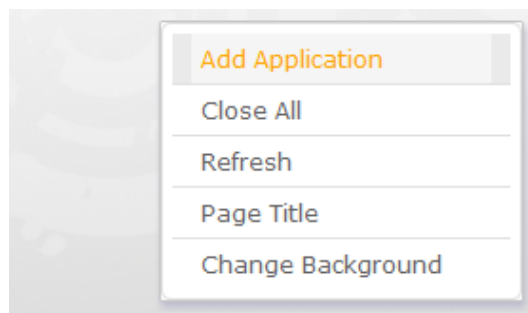 Add Application
Close All
Refresh
Page Title
Change Background